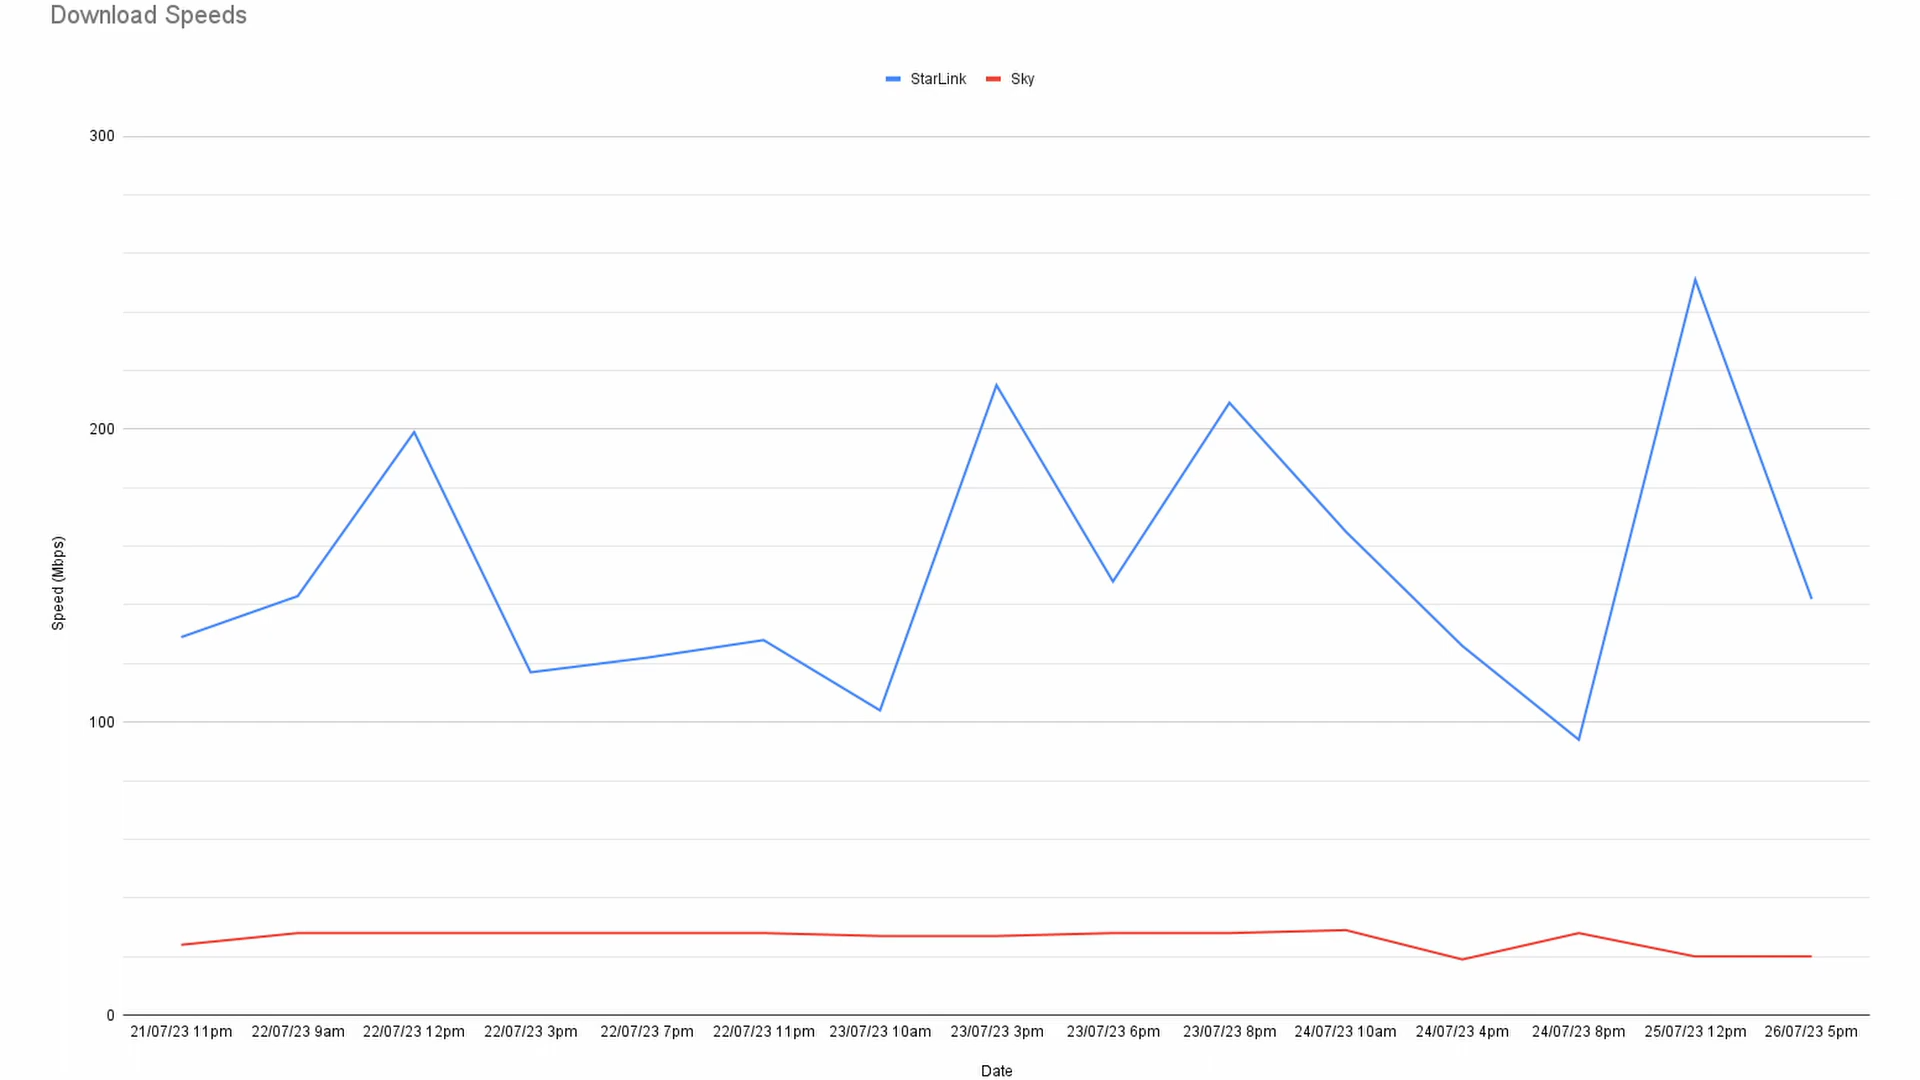 Download Speeds
StarLink Sky
300
200
100
0
Speed (Mbps)
21/07/23 11pm 22/07/23 9am 22/07/23 12pm 22/07/23 3pm 22/07/23 7pm 22/07/23 11pm 23/07/23 10am 23/07/23 3pm 23/07/23 6pm 23/07/23 8pm 24/07/23 10am 24/07/23 4pm 24/07/23 8pm 25/07/23 12pm 26/07/23 5pm
Date